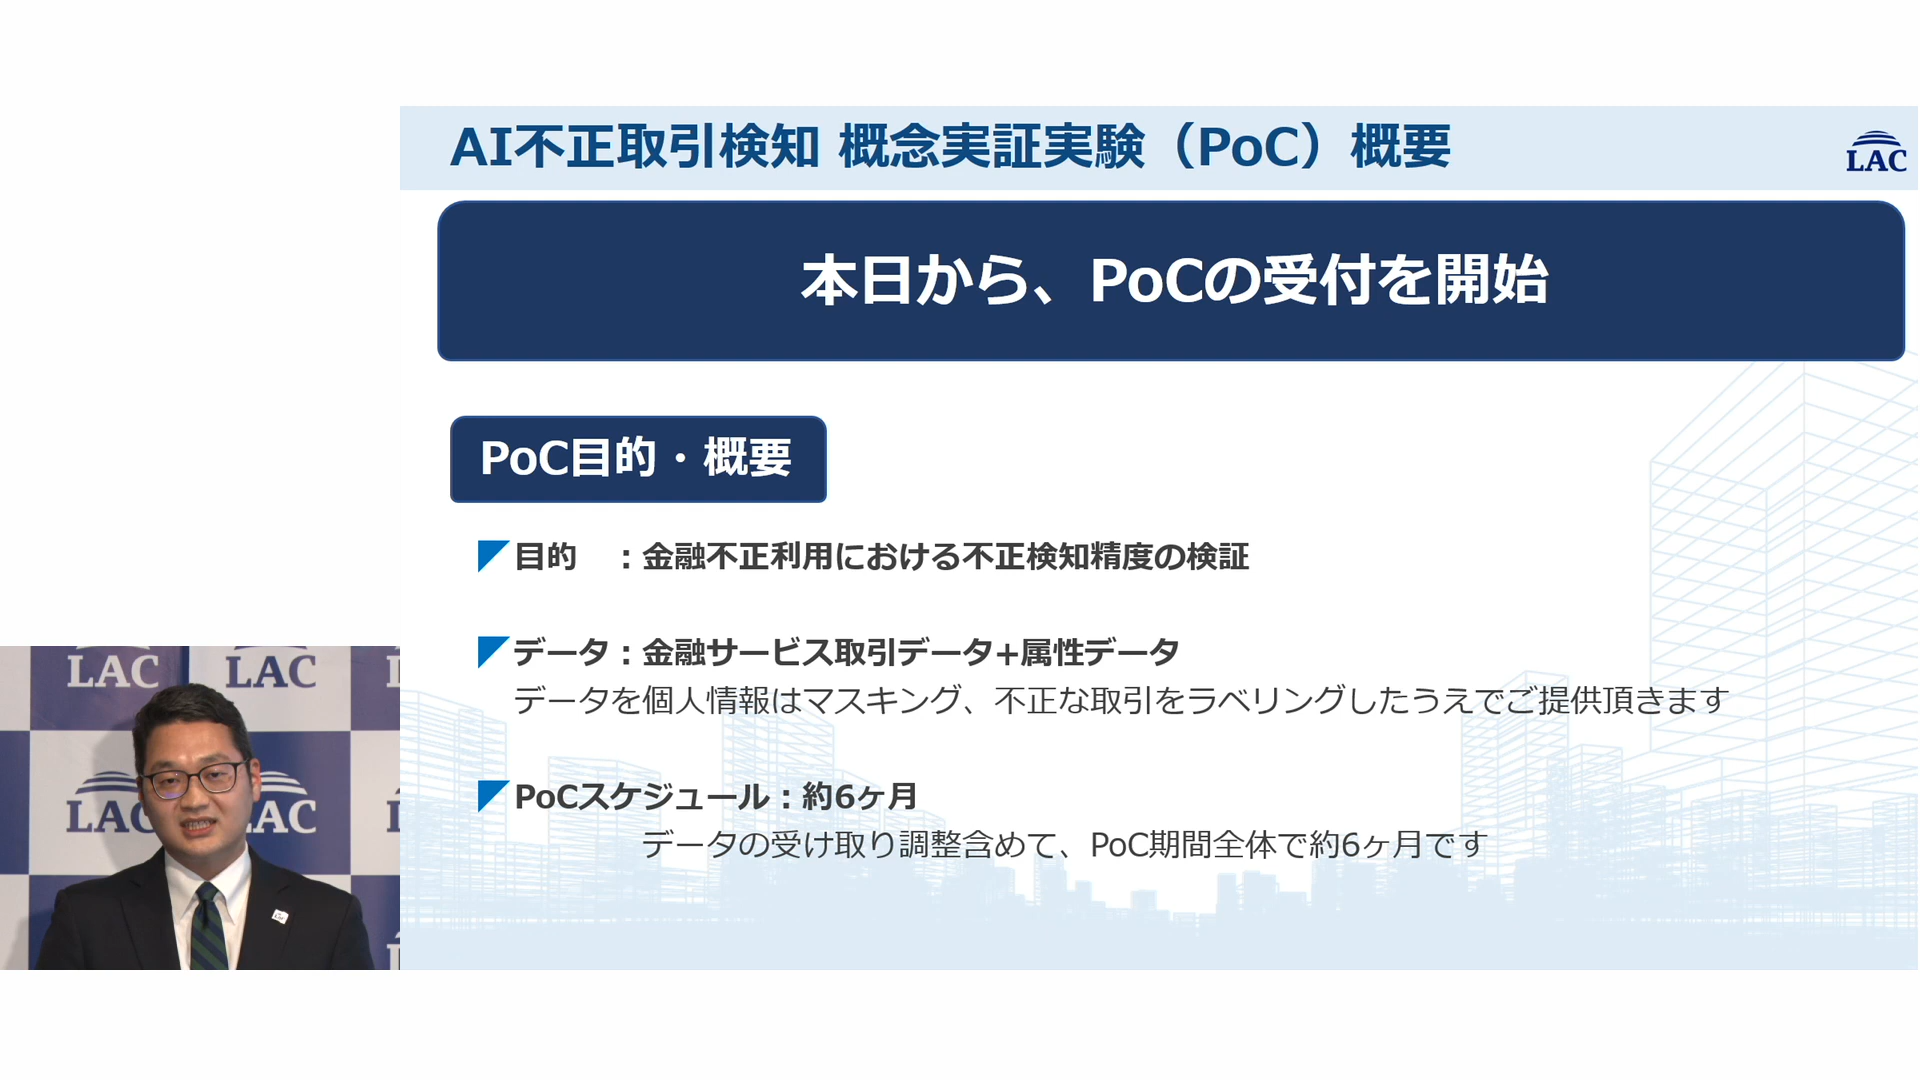 AI不正取引検知 概念実証実験（PoC）概要
LAC
本日から、PoCの受付を開始
PoC目的・概要
目的　：金融不正利用における不正検知精度の検証
データ：金融サービス取引データ+属性データ
データを個人情報はマスキング、不正な取引をラベリングしたうえでご提供頂きます
PoCスケジュール：約6ヶ月
データの受け取り調整含めて、PoC期間全体で約6ヶ月です
LAC
LAC
LAC
LAC